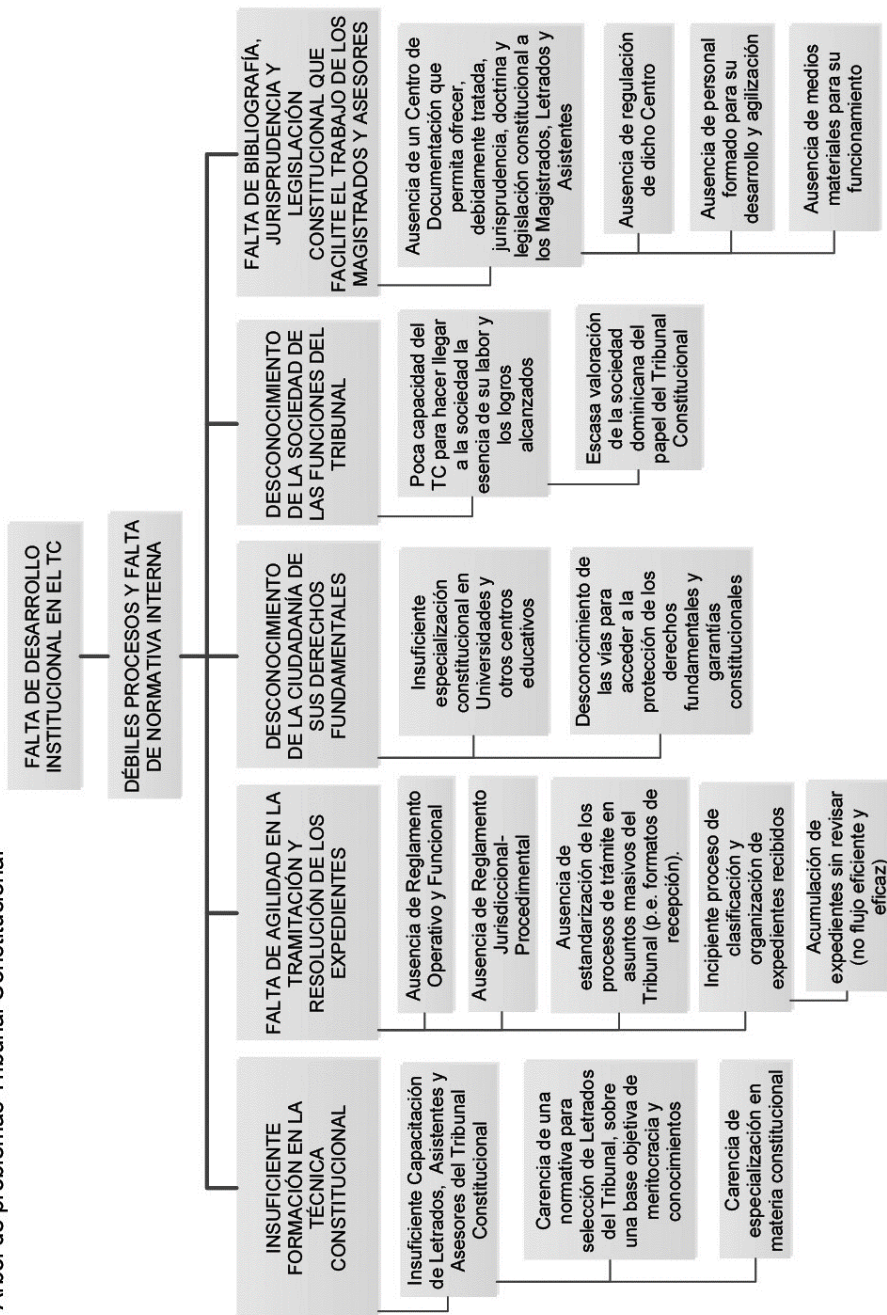 Árbol de problemas Tribunal Constitucional
FALTA DE DESARROLLO
INSTITUCIONAL EN EL TC
DÉBILES PROCESOS Y FALTA
DE NORMATIVA INTERNA
INSUFICIENTE
FORMACIÓN EN LA
TÉCNICA
CONSTITUCIONAL
Insuficiente Capacitación
de Letrados, Asistentes y
Asesores del Tribunal
Constitucional
Carencia de una
normativa para
selección de Letrados
del Tribunal, sobre
una base objetiva de
meritocracia y
conocimientos
Carencia de
especialización en
materia constitucional
FALTA DE AGILIDAD EN LA
TRAMITACIÓN Y
RESOLUCIÓN DE LOS
EXPEDIENTES
Ausencia de Reglamento
Operativo y Funcional
Ausencia de Reglamento
Jurisdiccional-
Procedimental
Ausencia de
estandarización de los
procesos de trámite en
asuntos masivos del
Tribunal (p.e. formatos de
recepción).
Incipiente proceso de
clasificación y
organización de
expedientes recibidos
Acumulación de
expedientes sin revisar
(no flujo eficiente y
eficaz)
DESCONOCIMIENTO
DE LA CIUDADANÍA DE
SUS DERECHOS
FUNDAMENTALES
Insuficiente
especialización
constitucional en
Universidades y
otros centros
educativos
Desconocimiento de
las vías para
acceder a la
protección de los
derechos
fundamentales y
garantías
constitucionales
DESCONOCIMIENTO
DE LA SOCIEDAD DE
LAS FUNCIONES DEL
TRIBUNAL
Poca capacidad del
TC para hacer llegar
a la sociedad la
esencia de su labor y
los logros
alcanzados
Escasa valoración
de la sociedad
dominicana del
papel del Tribunal
Constitucional
FALTA DE BIBLIOGRAFÍA,
JURISPRUDENCIA Y
LEGISLACIÓN
CONSTITUCIONAL QUE
FACILITE EL TRABAJO DE LOS
MAGISTRADOS Y ASESORES
Ausencia de un Centro de
Documentación que
permita ofrecer,
debidamente tratada,
jurisprudencia, doctrina y
legislación constitucional a
los Magistrados, Letrados y
Asistentes
Ausencia de regulación
de dicho Centro
Ausencia de personal
formado para su
desarrollo y agilización
Ausencia de medios
materiales para su
funcionamiento